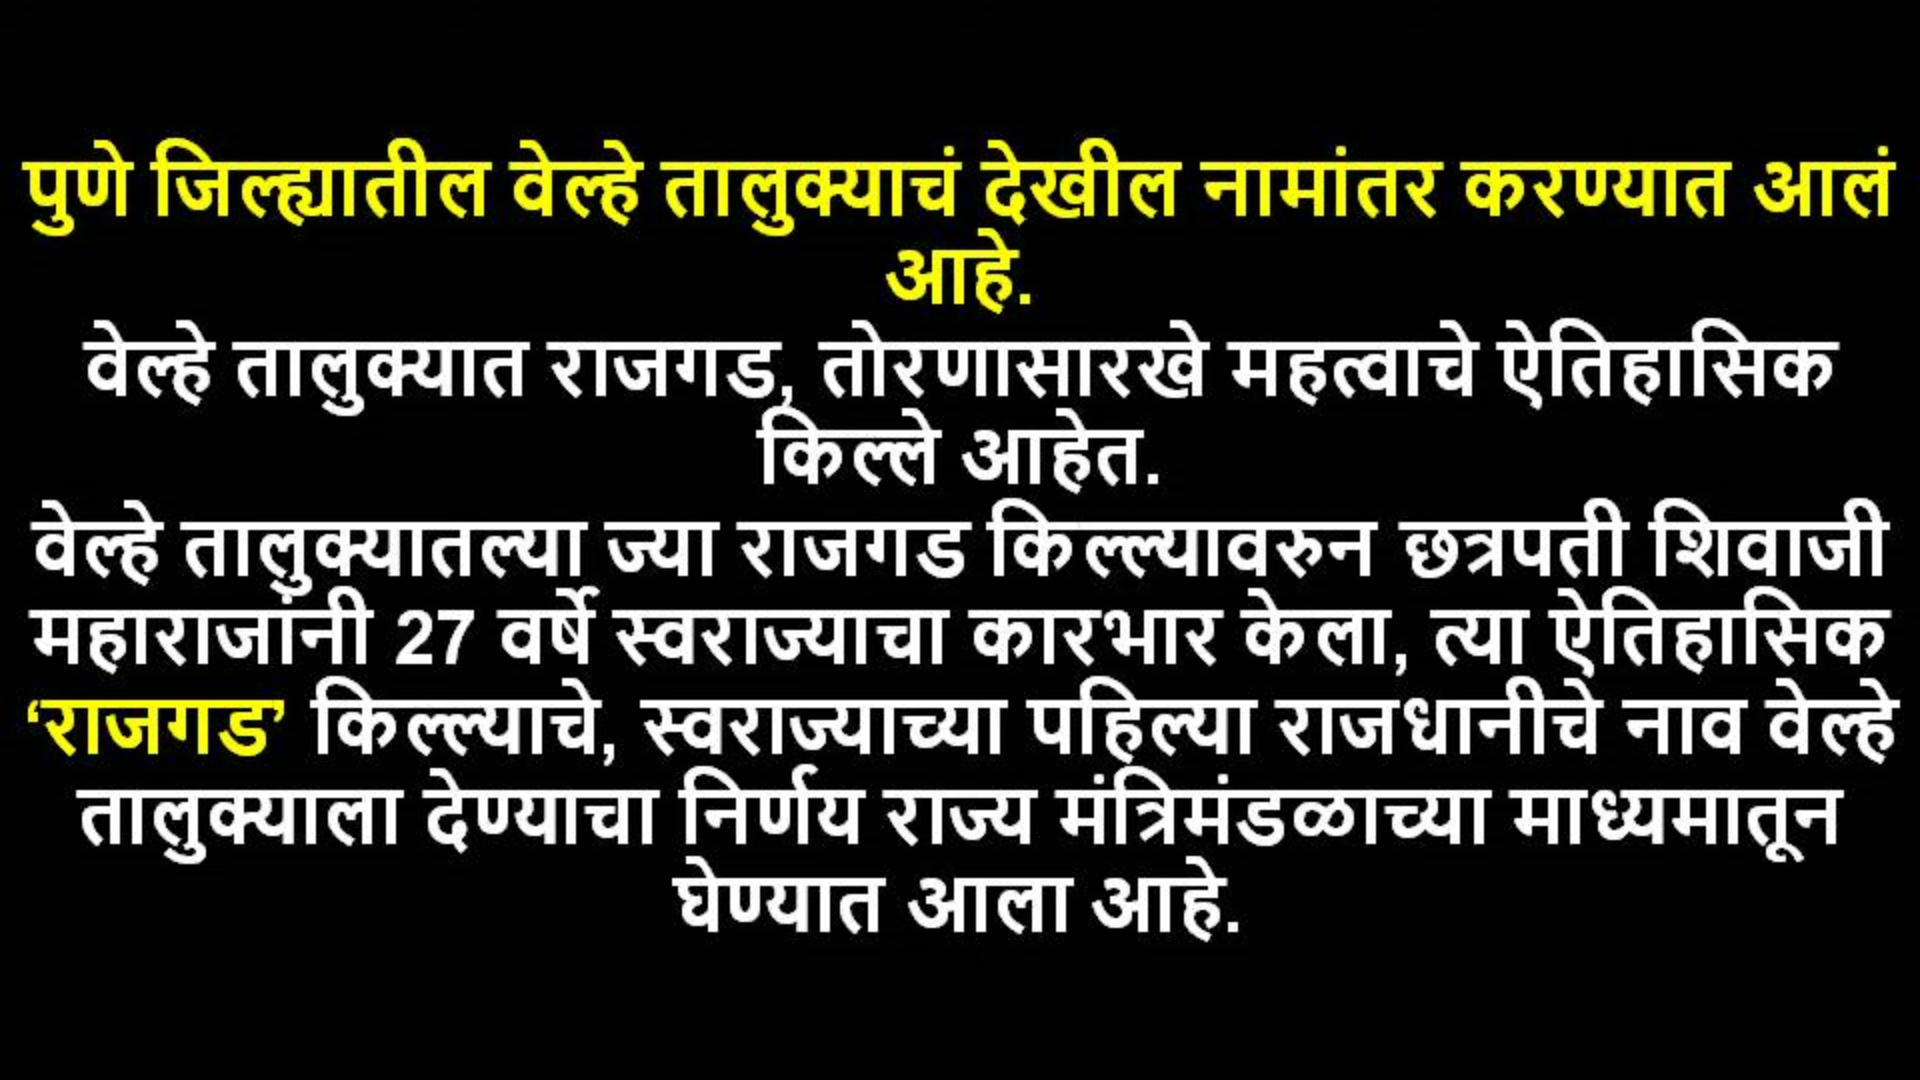 पुणे जिल्ह्यातील वेल्हे तालुक्याचं देखील नामांतर करण्यात आलं
आहे.
वेल्हे तालुक्यात राजगड, तोरणासारखे महत्वाचे ऐतिहासिक
किल्ले आहेत.
वेल्हे तालुक्यातल्या ज्या राजगड किल्ल्यावरुन छत्रपती शिवाजी
महाराजांनी 27 वर्षे स्वराज्याचा कारभार केला, त्या ऐतिहासिक
‘राजगड’ किल्ल्याचे, स्वराज्याच्या पहिल्या राजधानीचे नाव वेल्हे
तालुक्याला देण्याचा निर्णय राज्य मंत्रिमंडळाच्या माध्यमातून
घेण्यात आला आहे.